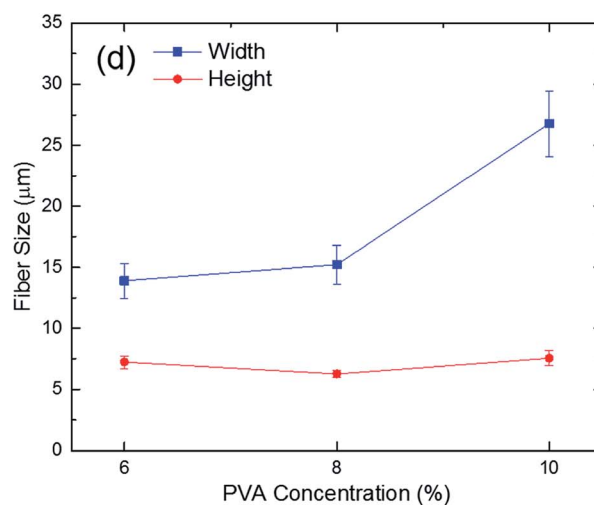 (d)
Width
Height
35
30
25
20
15
10
5
0
Fiber Size (μm)
6
8
10
PVA Concentration (%)